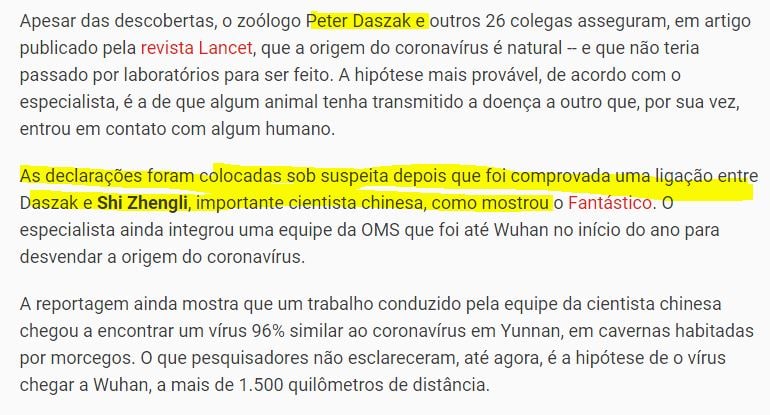 Apesar das descobertas, o zoólogo Peter Daszak e outros 26 colegas asseguram, em artigo
publicado pela revista Lancet, que a origem do coronavírus é natural -- e que não teria
passado por laboratórios para ser feito. A hipótese mais provável, de acordo com o
especialista, é a de que algum animal tenha transmitido a doença a outro que, por sua vez,
entrou em contato com algum humano.
As declarações foram colocadas sob suspeita depois que foi comprovada uma ligação entre
Daszak e Shi Zhengli, importante cientista chinesa, como mostrou o Fantástico. O
especialista ainda integrou uma equipe da OMS que foi até Wuhan no início do ano para
desvendar a origem do coronavírus.
A reportagem ainda mostra que um trabalho conduzido pela equipe da cientista chinesa
chegou a encontrar um vírus 96% similar ao coronavírus em Yunnan, em cavernas habitadas
por morcegos. O que pesquisadores não esclareceram, até agora, é a hipótese de o vírus
chegar a Wuhan, a mais de 1.500 quilômetros de distância.